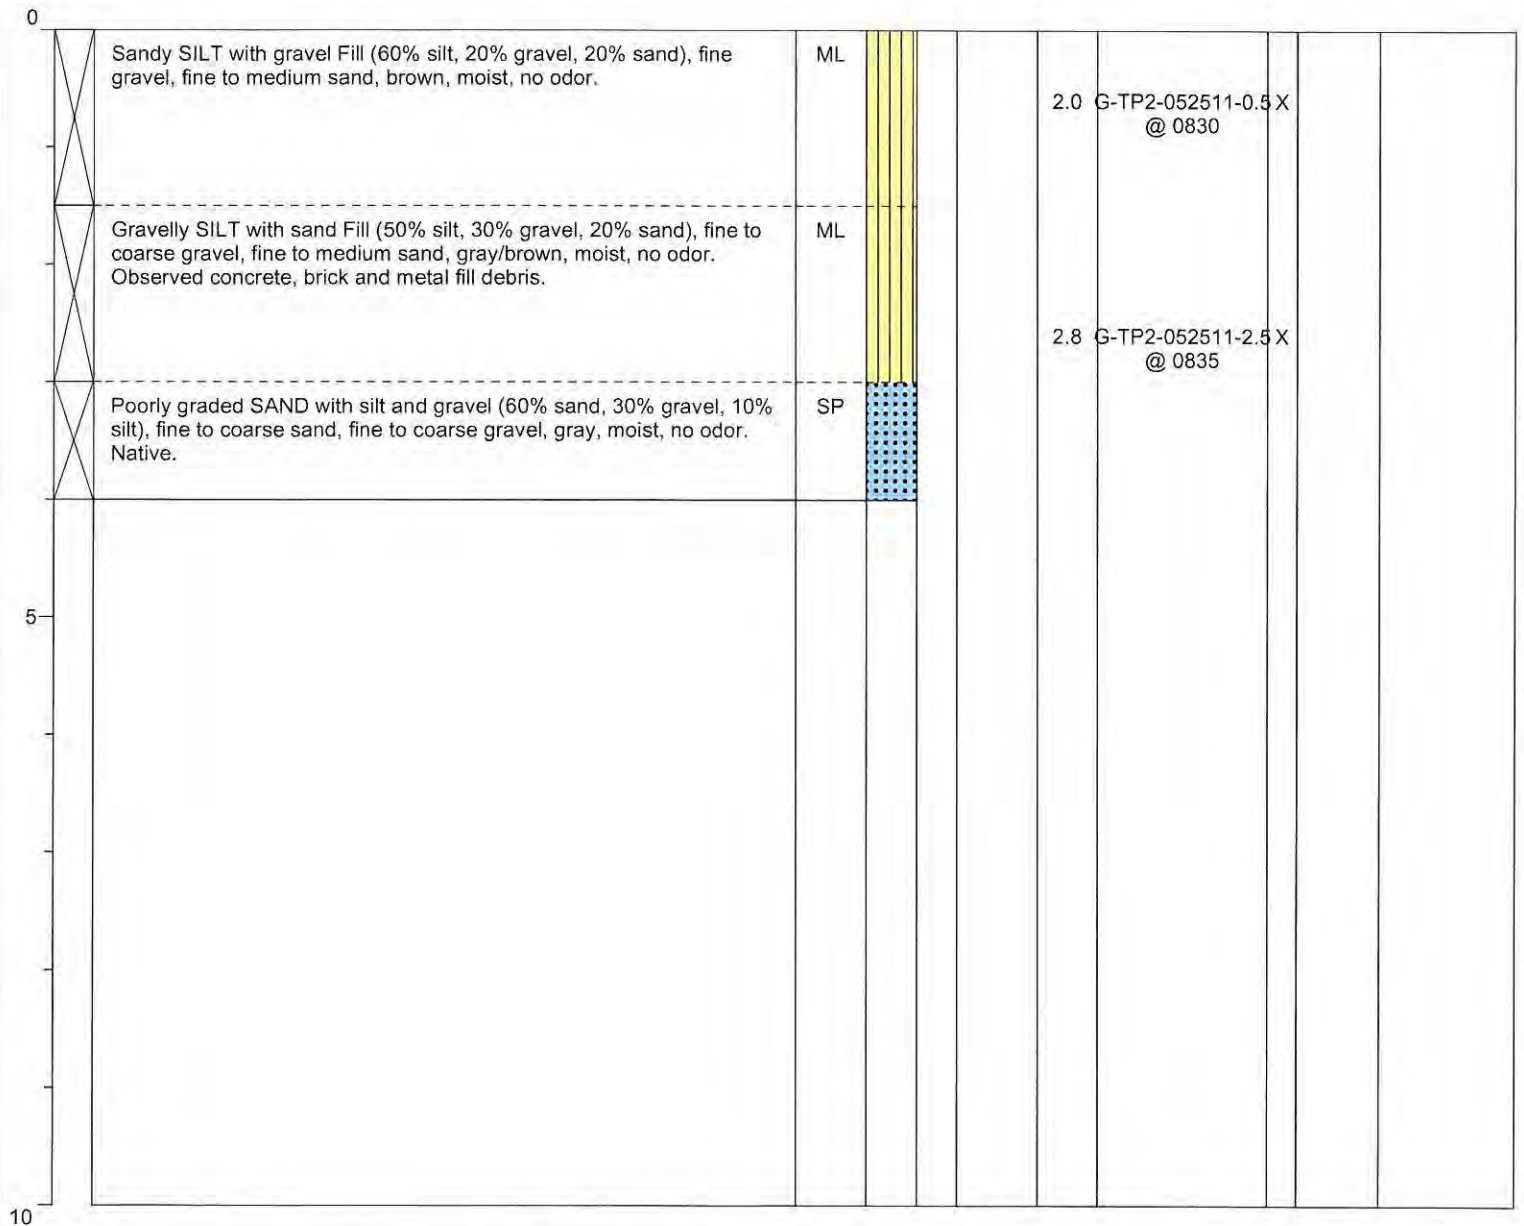 0
Sandy SILT with gravel Fill (60% silt, 20% gravel, 20% sand), fine
gravel, fine to medium sand, brown, moist, no odor.
ML
2.0 G-TP2-052511-0.5 X
@ 0830
Gravelly SILT with sand Fill (50% silt, 30% gravel, 20% sand), fine to
coarse gravel, fine to medium sand, gray/brown, moist, no odor.
Observed concrete, brick and metal fill debris.
ML
2.8 G-TP2-052511-2.5 X
@ 0835
Poorly graded SAND with silt and gravel (60% sand, 30% gravel, 10%
silt), fine to coarse sand, fine to coarse gravel, gray, moist, no odor.
Native.
SP
5
10